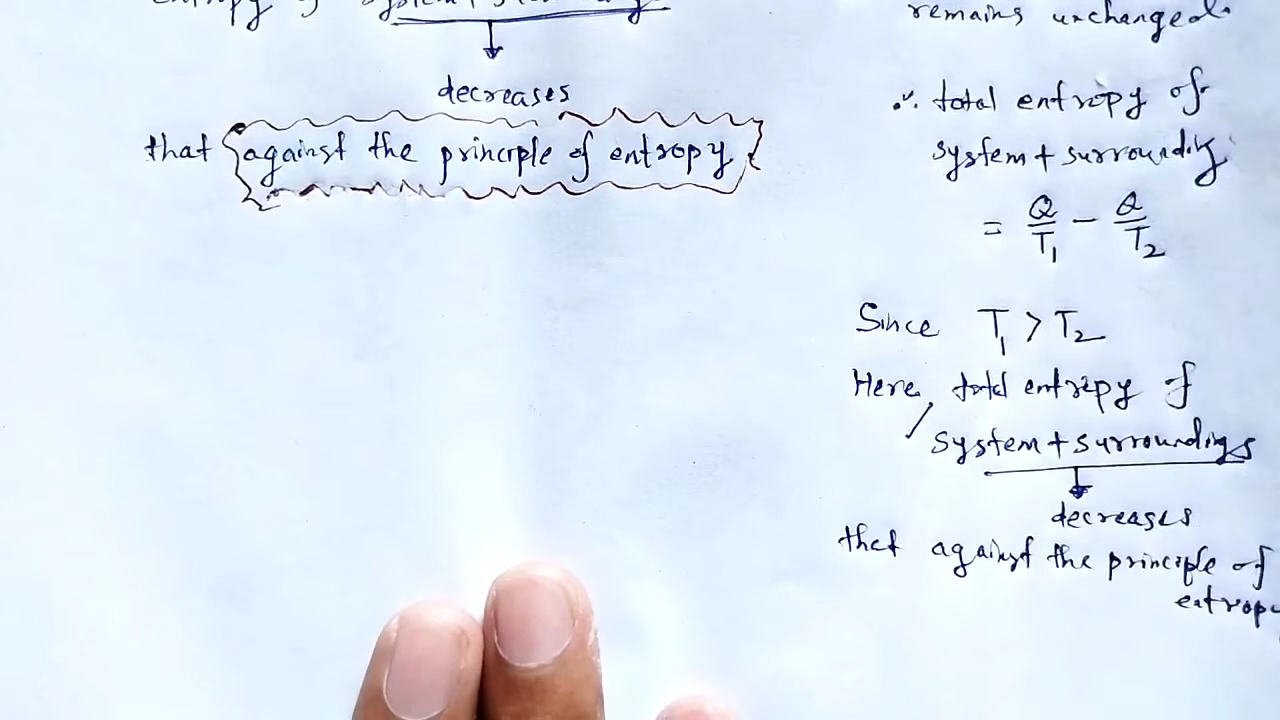 decreases
that against the principle of entropy
remains unchanged.
∴ total entropy of
system + surrounding
= Q/T₁ - Q/T₂
Since T₁ > T₂
Here, total entropy of
system + surroundings
decreases
that against the principle of